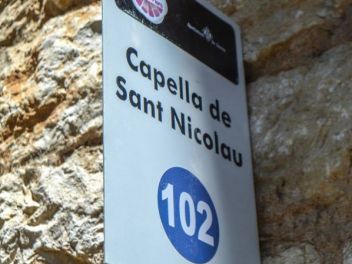 Capella de
Sant Nicolau
102